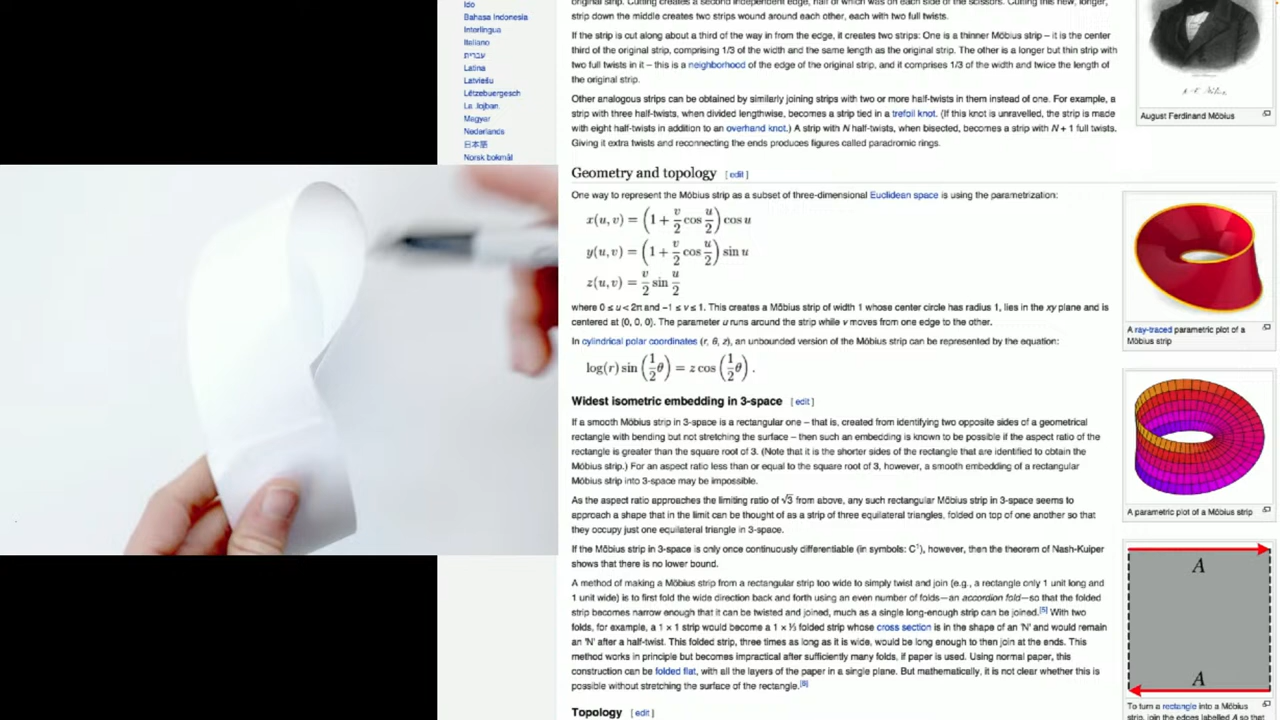 Ido
Bahasa Indonesia
Interlingua
Italiano
עברית
Latina
Latviešu
Lëtzebuergesch
La .lojban.
Magyar
Nederlands
日本語
Norsk bokmål
original strip. Cutting creates a second independent edge, half of which was on each side of the scissors. Cutting this new, longer,
strip down the middle creates two strips wound around each other, each with two full twists.
If the strip is cut along about a third of the way in from the edge, it creates two strips: One is a thinner Möbius strip – it is the center
third of the original strip, comprising 1/3 of the width and the same length as the original strip. The other is a longer but thin strip with
two full twists in it – this is a neighborhood of the edge of the original strip, and it comprises 1/3 of the width and twice the length of
the original strip.
Other analogous strips can be obtained by similarly joining strips with two or more half-twists in them instead of one. For example, a
strip with three half-twists, when divided lengthwise, becomes a strip tied in a trefoil knot. (If this knot is unravelled, the strip is made
with eight half-twists in addition to an overhand knot.) A strip with N half-twists, when bisected, becomes a strip with N + 1 full twists.
Giving it extra twists and reconnecting the ends produces figures called paradromic rings.
Geometry and topology [ edit ]
One way to represent the Möbius strip as a subset of three-dimensional Euclidean space is using the parametrization:
x(u, v) = (1 + v/2 cos u/2) cos u
y(u, v) = (1 + v/2 cos u/2) sin u
z(u, v) = v/2 sin u/2
where 0 ≤ u < 2π and −1 ≤ v ≤ 1. This creates a Möbius strip of width 1 whose center circle has radius 1, lies in the xy plane and is
centered at (0, 0, 0). The parameter u runs around the strip while v moves from one edge to the other.
In cylindrical polar coordinates (r, θ, z), an unbounded version of the Möbius strip can be represented by the equation:
log(r) sin (1/2 θ) = z cos (1/2 θ) .
Widest isometric embedding in 3-space [ edit ]
If a smooth Möbius strip in 3-space is a rectangular one – that is, created from identifying two opposite sides of a geometrical
rectangle with bending but not stretching the surface – then such an embedding is known to be possible if the aspect ratio of the
rectangle is greater than the square root of 3. (Note that it is the shorter sides of the rectangle that are identified to obtain the
Möbius strip.) For an aspect ratio less than or equal to the square root of 3, however, a smooth embedding of a rectangular
Möbius strip into 3-space may be impossible.
As the aspect ratio approaches the limiting ratio of √3 from above, any such rectangular Möbius strip in 3-space seems to
approach a shape that in the limit can be thought of as a strip of three equilateral triangles, folded on top of one another so that
they occupy just one equilateral triangle in 3-space.
If the Möbius strip in 3-space is only once continuously differentiable (in symbols: C¹), however, then the theorem of Nash-Kuiper
shows that there is no lower bound.
A method of making a Möbius strip from a rectangular strip too wide to simply twist and join (e.g., a rectangle only 1 unit long and
1 unit wide) is to first fold the wide direction back and forth using an even number of folds—an accordion fold—so that the folded
strip becomes narrow enough that it can be twisted and joined, much as a single long-enough strip can be joined.[5] With two
folds, for example, a 1 × 1 strip would become a 1 × ⅓ folded strip whose cross section is in the shape of an 'N' and would remain
an 'N' after a half-twist. This folded strip, three times as long as it is wide, would be long enough to then join at the ends. This
method works in principle but becomes impractical after sufficiently many folds, if paper is used. Using normal paper, this
construction can be folded flat, with all the layers of the paper in a single plane. But mathematically, it is not clear whether this is
possible without stretching the surface of the rectangle.[6]
Topology [ edit ]
August Ferdinand Möbius
A ray-traced parametric plot of a
Möbius strip
A parametric plot of a Möbius strip
A
A
To turn a rectangle into a Möbius
strip, join the edges labelled A so that